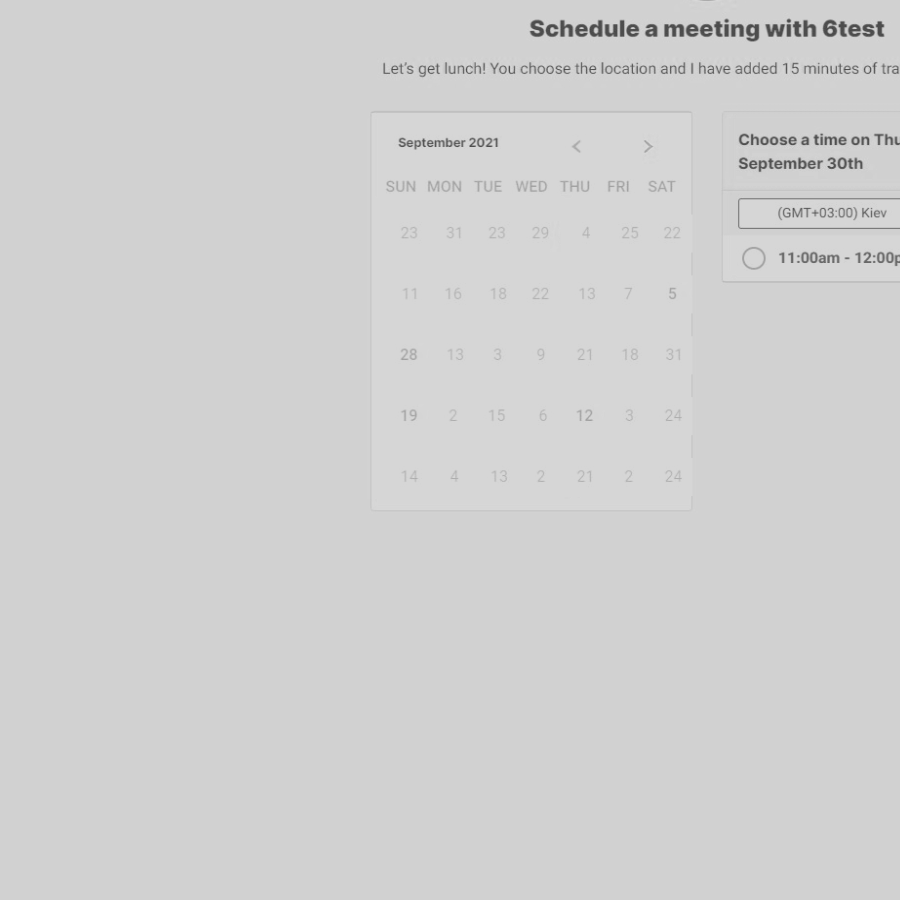 Schedule a meeting with 6test
Let's get lunch! You choose the location and I have added 15 minutes of tra
September 2021
SUN MON TUE WED THU FRI SAT
23 31 23 29 4 25 22
11 16 18 22 13 7 5
28 13 3 9 21 18 31
19 2 15 6 12 3 24
14 4 13 2 21 2 24
Choose a time on Thu
September 30th
(GMT+03:00) Kiev
11:00am - 12:00p